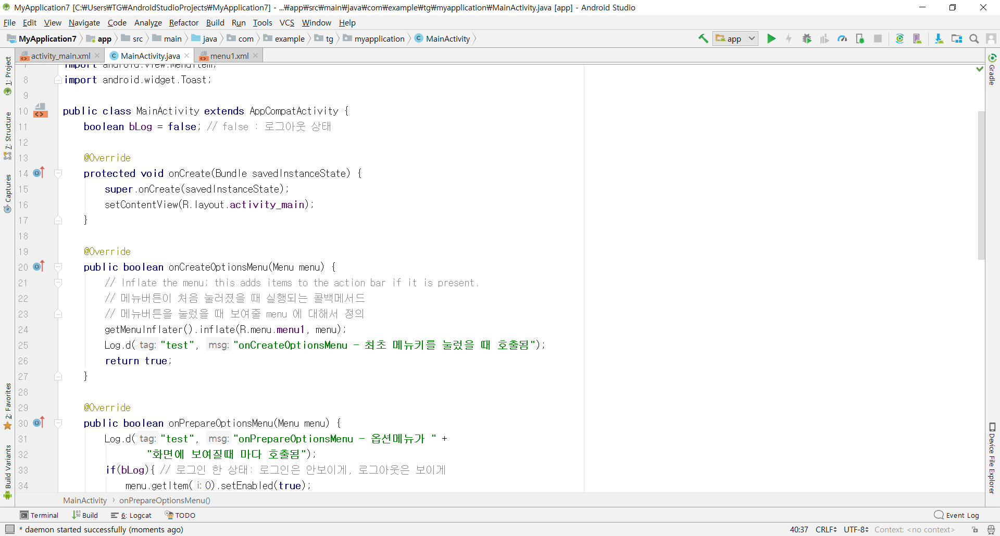 MyApplication7 [C:₩Users₩TG₩AndroidStudioProjects₩MyApplication7] - ...₩app₩src₩main₩java₩com₩example₩tg₩myapplication₩MainActivity.java [app] - Android Studio
File Edit View Navigate Code Analyze Refactor Build Run Tools VCS Window Help
MyApplication7 app src main java com example tg myapplication MainActivity app
activity_main.xml MainActivity.java menu1.xml
1: Project
7: Structure
Captures
2: Favorites
Build Variants
Gradle
Device File Explorer
7 import android.view.MenuItem;
8 import android.widget.Toast;
9
10 public class MainActivity extends AppCompatActivity {
11 boolean bLog = false; // false : 로그아웃 상태
12
13 @Override
14 protected void onCreate(Bundle savedInstanceState) {
15 super.onCreate(savedInstanceState);
16 setContentView(R.layout.activity_main);
17 }
18
19 @Override
20 public boolean onCreateOptionsMenu(Menu menu) {
21 // Inflate the menu; this adds items to the action bar if it is present.
22 // 메뉴버튼이 처음 눌러졌을 때 실행되는 콜백메서드
23 // 메뉴버튼을 눌렀을 때 보여줄 menu 에 대해서 정의
24 getMenuInflater().inflate(R.menu.menu1, menu);
25 Log.d( tag: "test", msg: "onCreateOptionsMenu - 최초 메뉴키를 눌렀을 때 호출됨");
26 return true;
27 }
28
29 @Override
30 public boolean onPrepareOptionsMenu(Menu menu) {
31 Log.d( tag: "test", msg: "onPrepareOptionsMenu - 옵션메뉴가 " +
32 "화면에 보여질때 마다 호출됨");
33 if(bLog){ // 로그인 한 상태: 로그인은 안보이게, 로그아웃은 보이게
34 menu.getItem( i: 0).setEnabled(true);
MainActivity › onPrepareOptionsMenu()
Terminal Build 6: Logcat TODO Event Log
* daemon started successfully (moments ago) 40:37 CRLF UTF-8 Context: <no context>